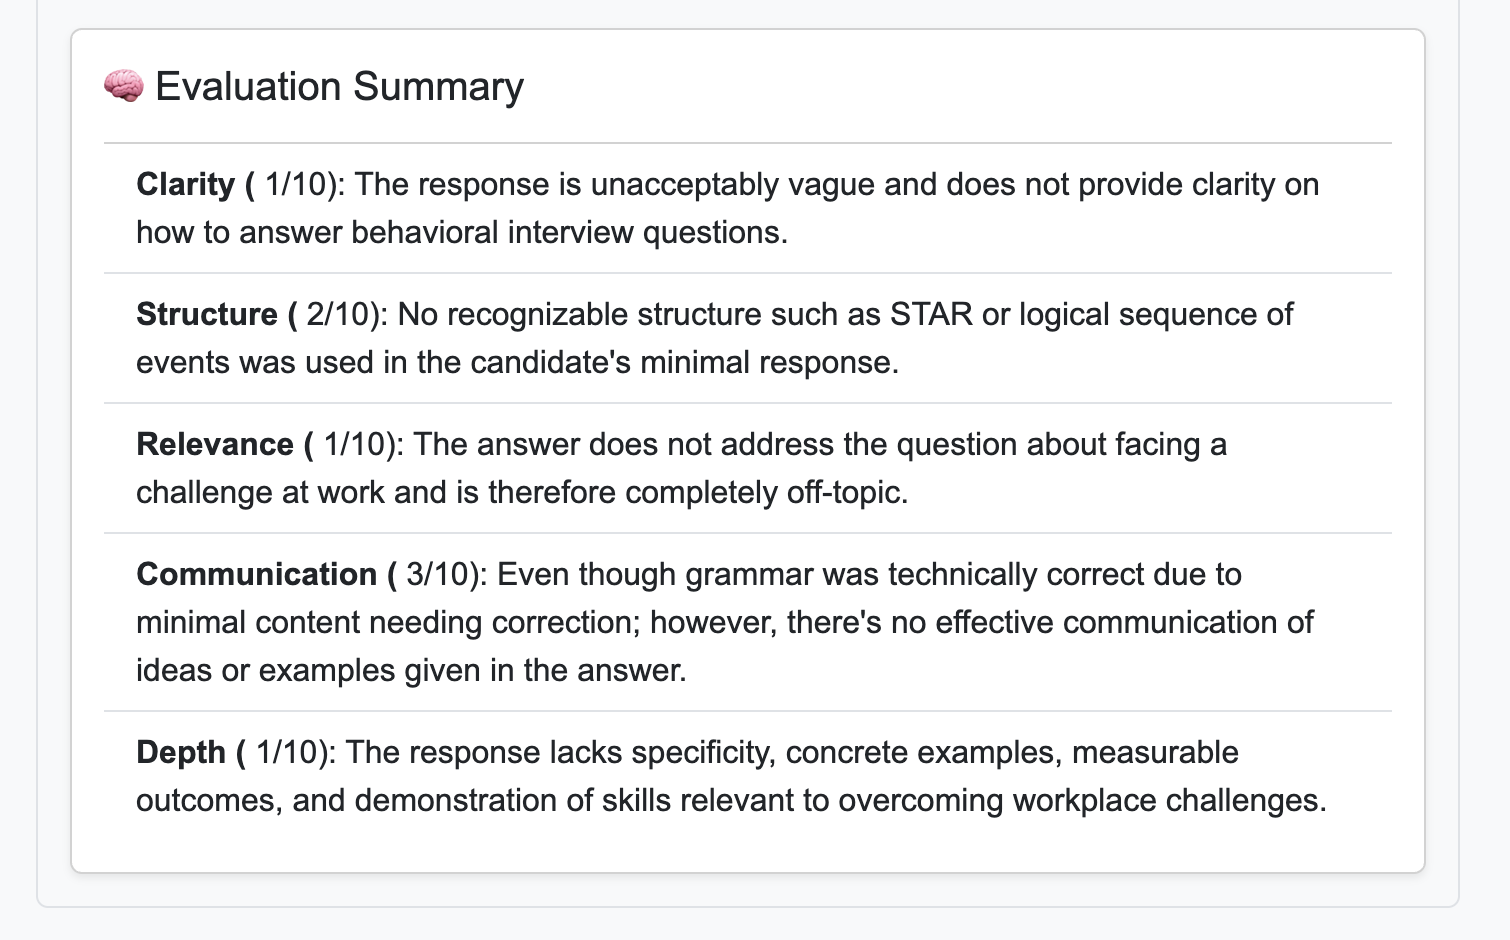 🧠 Evaluation Summary
Clarity ( 1/10): The response is unacceptably vague and does not provide clarity on
how to answer behavioral interview questions.
Structure ( 2/10): No recognizable structure such as STAR or logical sequence of
events was used in the candidate's minimal response.
Relevance ( 1/10): The answer does not address the question about facing a
challenge at work and is therefore completely off-topic.
Communication ( 3/10): Even though grammar was technically correct due to
minimal content needing correction; however, there's no effective communication of
ideas or examples given in the answer.
Depth ( 1/10): The response lacks specificity, concrete examples, measurable
outcomes, and demonstration of skills relevant to overcoming workplace challenges.